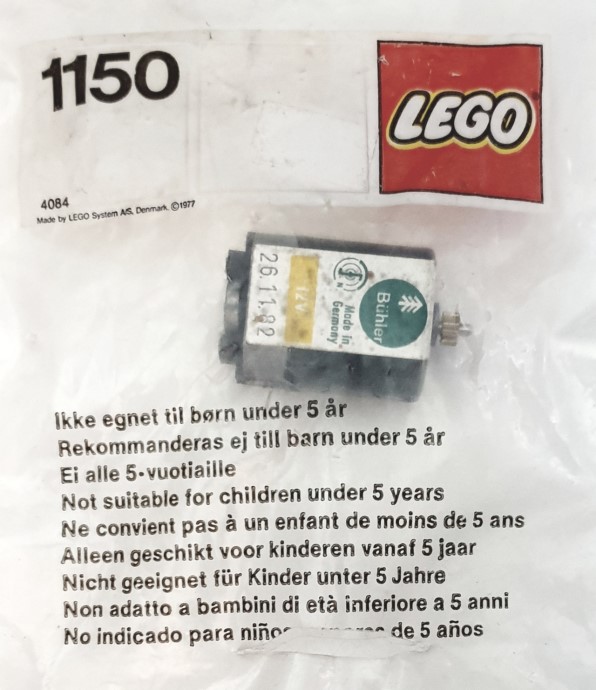 1150
LEGO
4084
Made by LEGO System A/S, Denmark, ©1977
26.11.82
12V
N
Made in
Germany
Bühler
Ikke egnet til børn under 5 år
Rekommanderas ej till barn under 5 år
Ei alle 5-vuotiaille
Not suitable for children under 5 years
Ne convient pas à un enfant de moins de 5 ans
Alleen geschikt voor kinderen vanaf 5 jaar
Nicht geeignet für Kinder unter 5 Jahre
Non adatto a bambini di età inferiore a 5 anni
No indicado para de 5 años